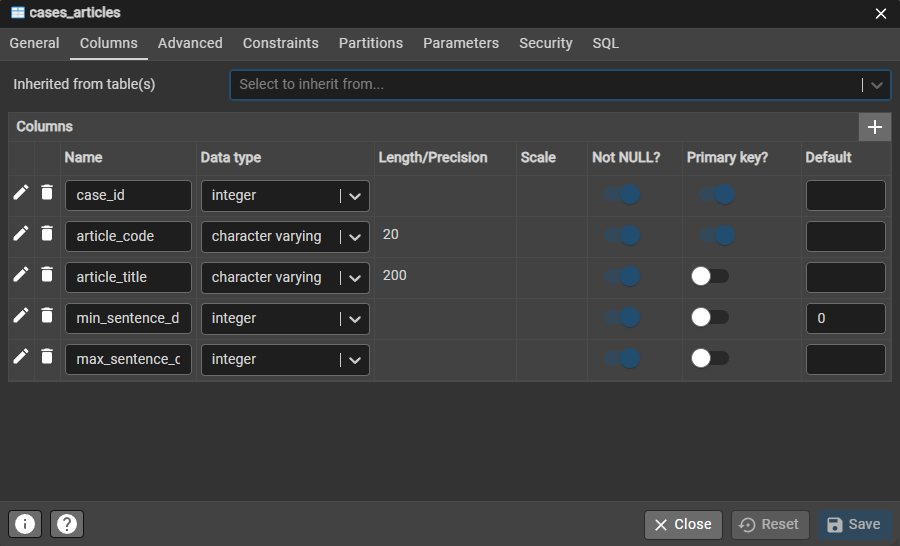 cases_articles
General Columns Advanced Constraints Partitions Parameters Security SQL
Inherited from table(s) Select to inherit from...
Columns
Name Data type Length/Precision Scale Not NULL? Primary key? Default
case_id integer
article_code character varying 20
article_title character varying 200
min_sentence_d integer 0
max_sentence_c integer
Close Reset Save